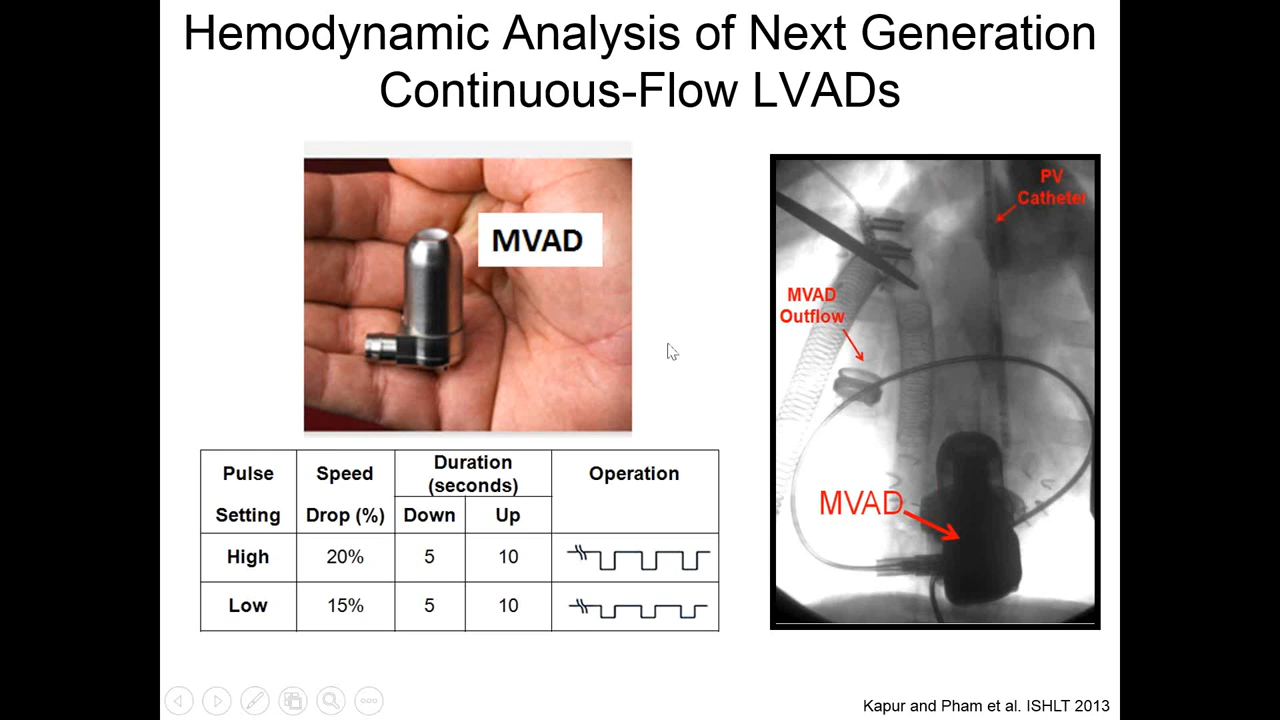 Hemodynamic Analysis of Next Generation
Continuous-Flow LVADs
MVAD
PV
Catheter
MVAD
Outflow
MVAD
Pulse Setting Speed Drop (%) Duration (seconds) Operation
Down Up
High 20% 5 10
Low 15% 5 10
Kapur and Pham et al. ISHLT 2013